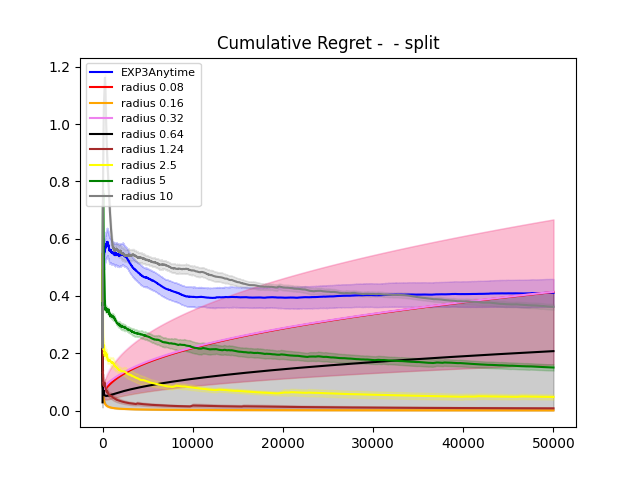 Cumulative Regret -  - split
1.2
1.0
0.8
0.6
0.4
0.2
0.0
EXP3Anytime
radius 0.08
radius 0.16
radius 0.32
radius 0.64
radius 1.24
radius 2.5
radius 5
radius 10
0 10000 20000 30000 40000 50000